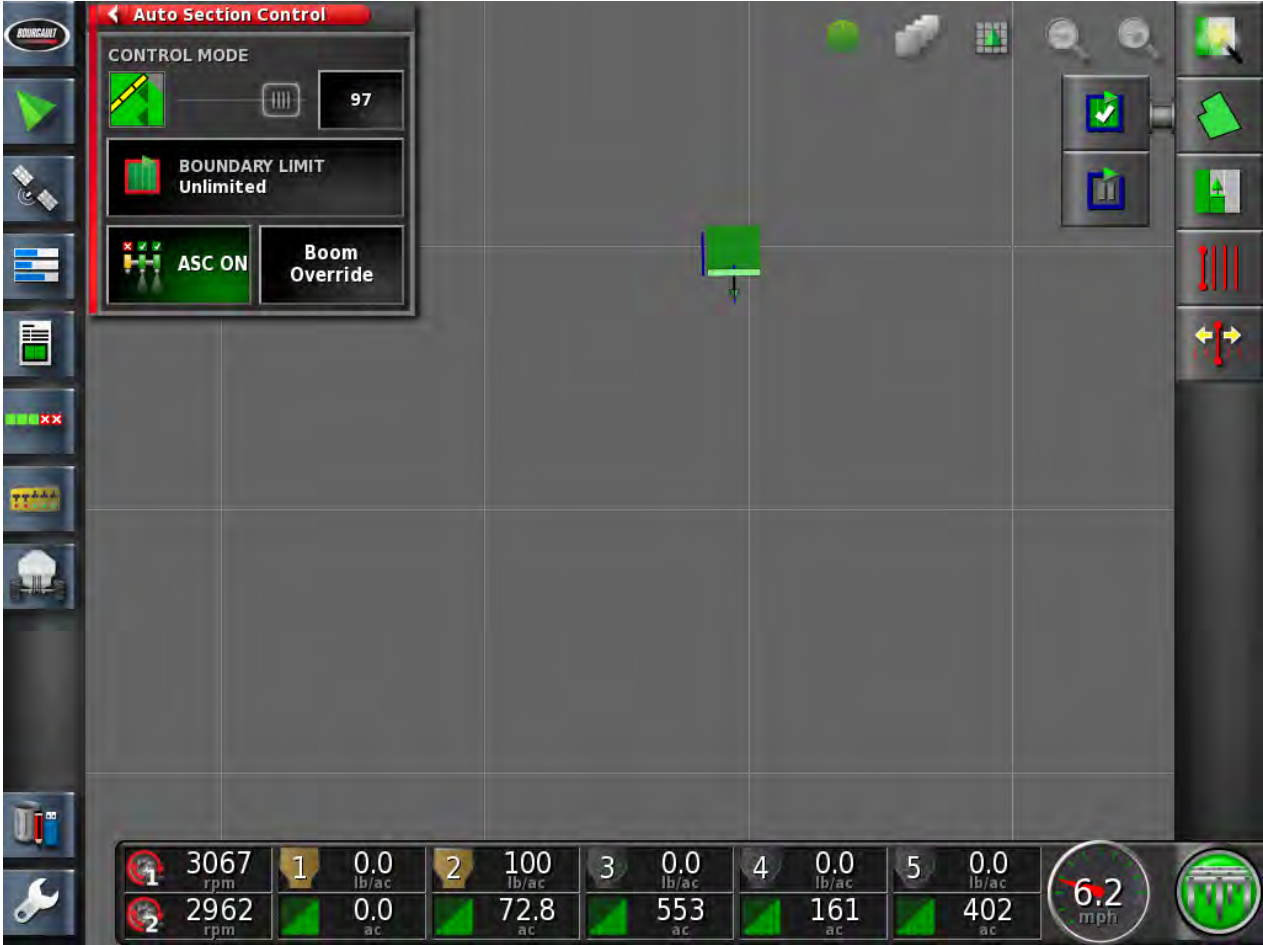 BOURGAULT
Auto Section Control
CONTROL MODE
97
BOUNDARY LIMIT
Unlimited
ASC ON
Boom
Override
1 3067 rpm
1 0.0 lb/ac
2 100 lb/ac
3 0.0 lb/ac
4 0.0 lb/ac
5 0.0 lb/ac
2 2962 rpm
0.0 ac
72.8 ac
553 ac
161 ac
402 ac
6.2
mph